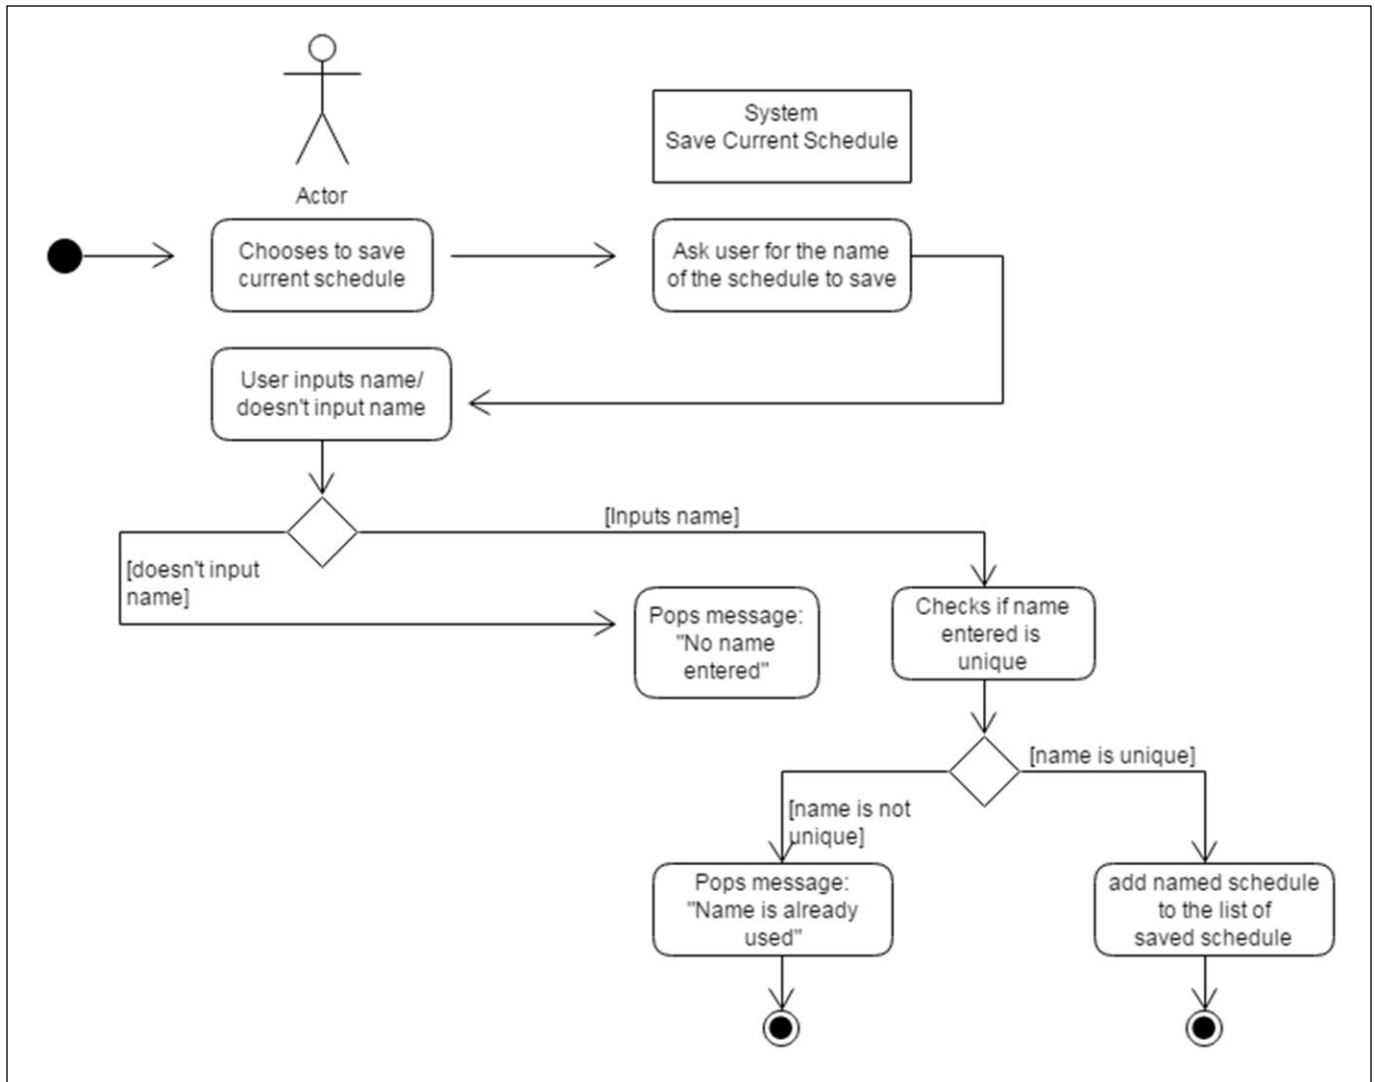 System
Save Current Schedule
Actor
Chooses to save
current schedule
Ask user for the name
of the schedule to save
User inputs name/
doesn't input name
[Inputs name]
[doesn't input
name]
Pops message:
"No name
entered"
Checks if name
entered is
unique
[name is unique]
[name is not
unique]
Pops message:
"Name is already
used"
add named schedule
to the list of
saved schedule